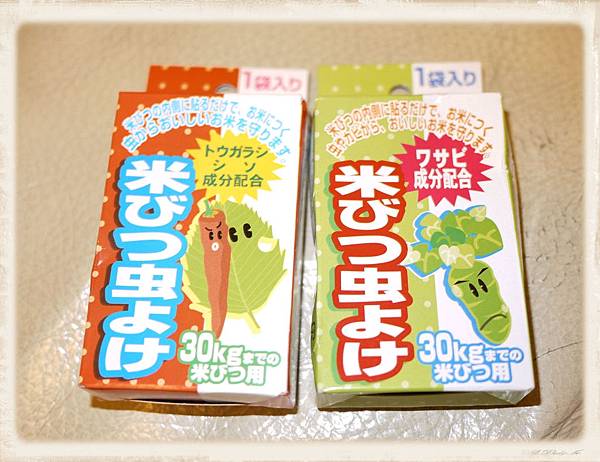 1袋入り
米びつの内側に貼るだけで、お米につく
虫からおいしいお米を守ります。
トウガラシ
シソ
成分配合
米びつ虫よけ
30kgまでの
米びつ用
1袋入り
米びつの内側に貼るだけで、お米につく
虫やカビから、おいしいお米を守ります。
ワサビ
成分配合
米びつ虫よけ
30kgまでの
米びつ用